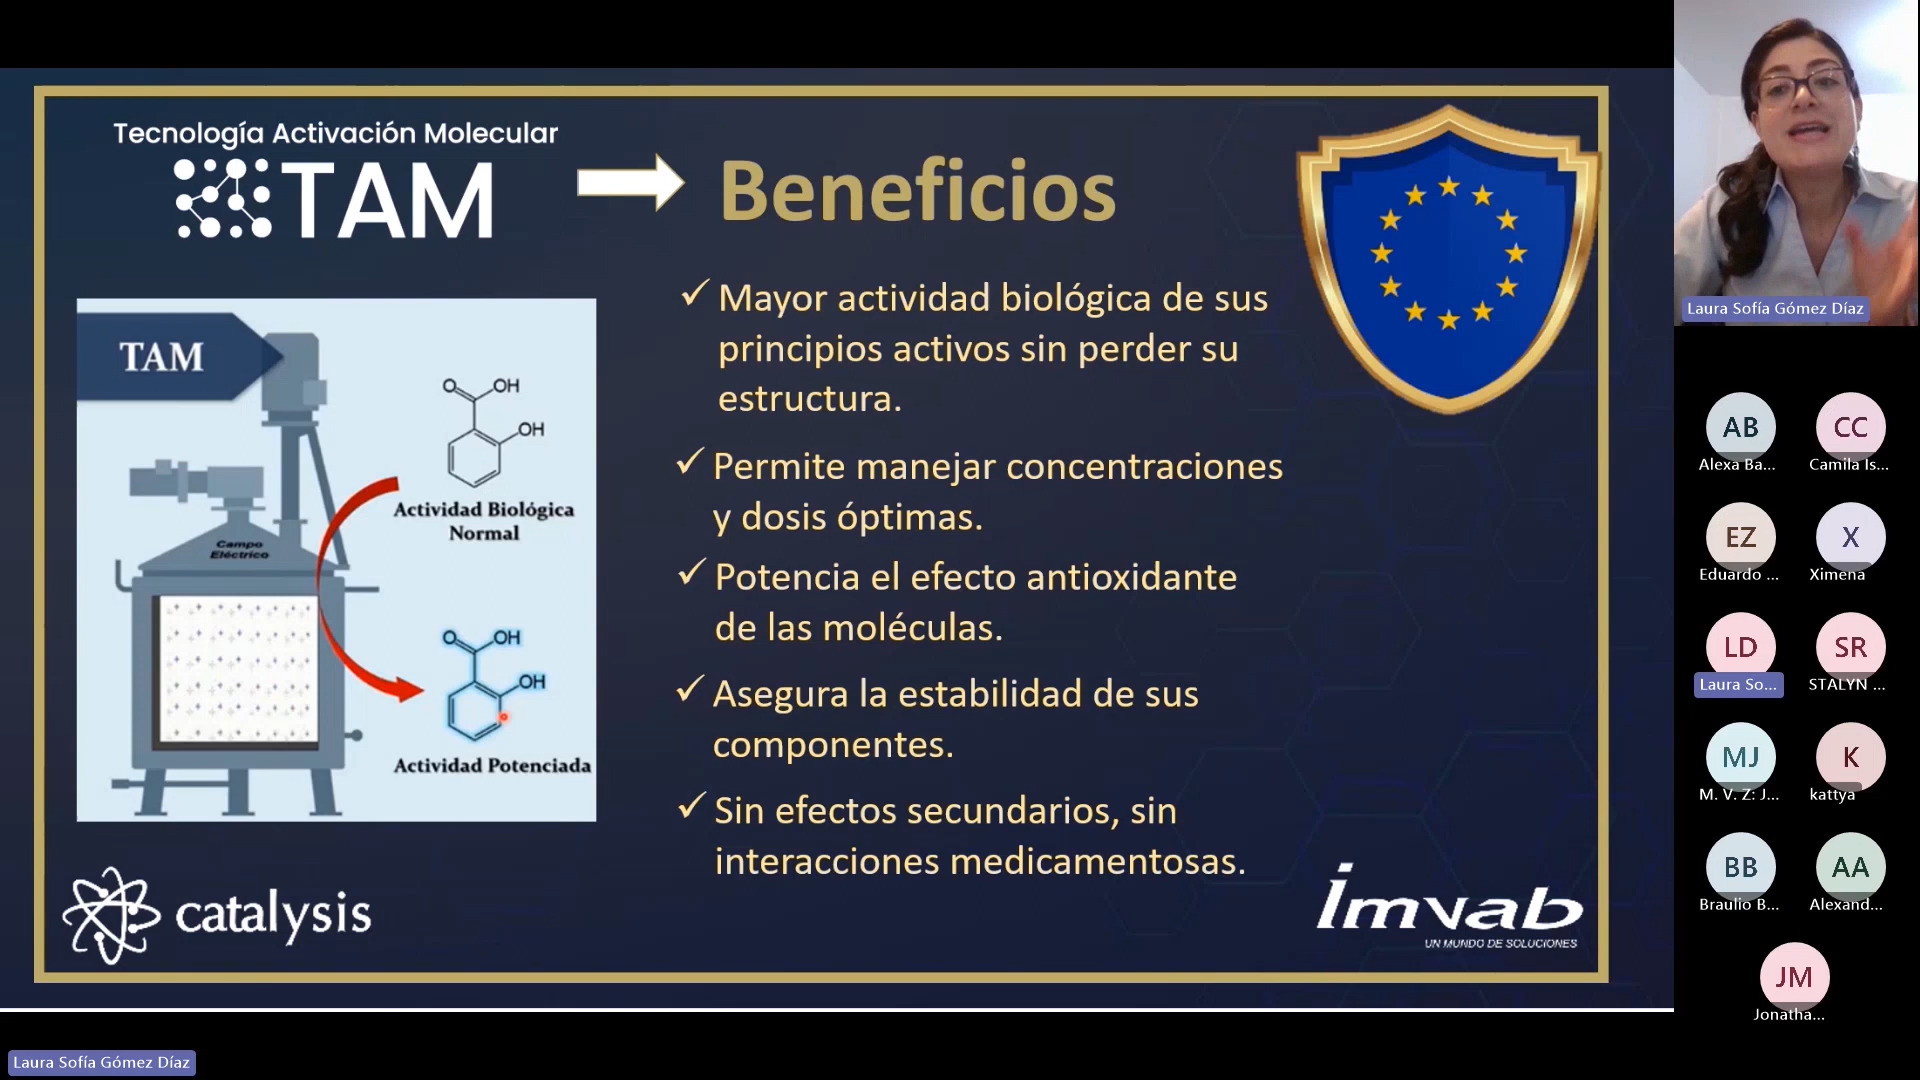 Tecnología Activación Molecular
TAM
Beneficios
TAM
Campo
Eléctrico
O
OH
OH
Actividad Biológica
Normal
O
OH
OH
Actividad Potenciada
✓ Mayor actividad biológica de sus
principios activos sin perder su
estructura.
✓ Permite manejar concentraciones
y dosis óptimas.
✓ Potencia el efecto antioxidante
de las moléculas.
✓ Asegura la estabilidad de sus
componentes.
✓ Sin efectos secundarios, sin
interacciones medicamentosas.
catalysis
imvab
UN MUNDO DE SOLUCIONES
Laura Sofía Gómez Díaz
AB
Alexa Ba...
CC
Camila Is...
EZ
Eduardo ...
X
Ximena
LD
Laura So...
SR
STALYN ...
MJ
M. V. Z: J...
K
kattya
BB
Braulio B...
AA
Alexand...
JM
Jonatha...
Laura Sofía Gómez Díaz